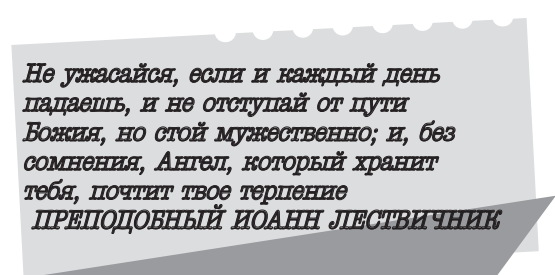 Не ужасайся, если и каждый день
падаешь, и не отступай от пути
Божия, но стой мужественно; и, без
сомнения, Ангел, который хранит
тебя, почтит твое терпение
ПРЕПОДОБНЫЙ ИОАНН ЛЕСТВИЧНИК